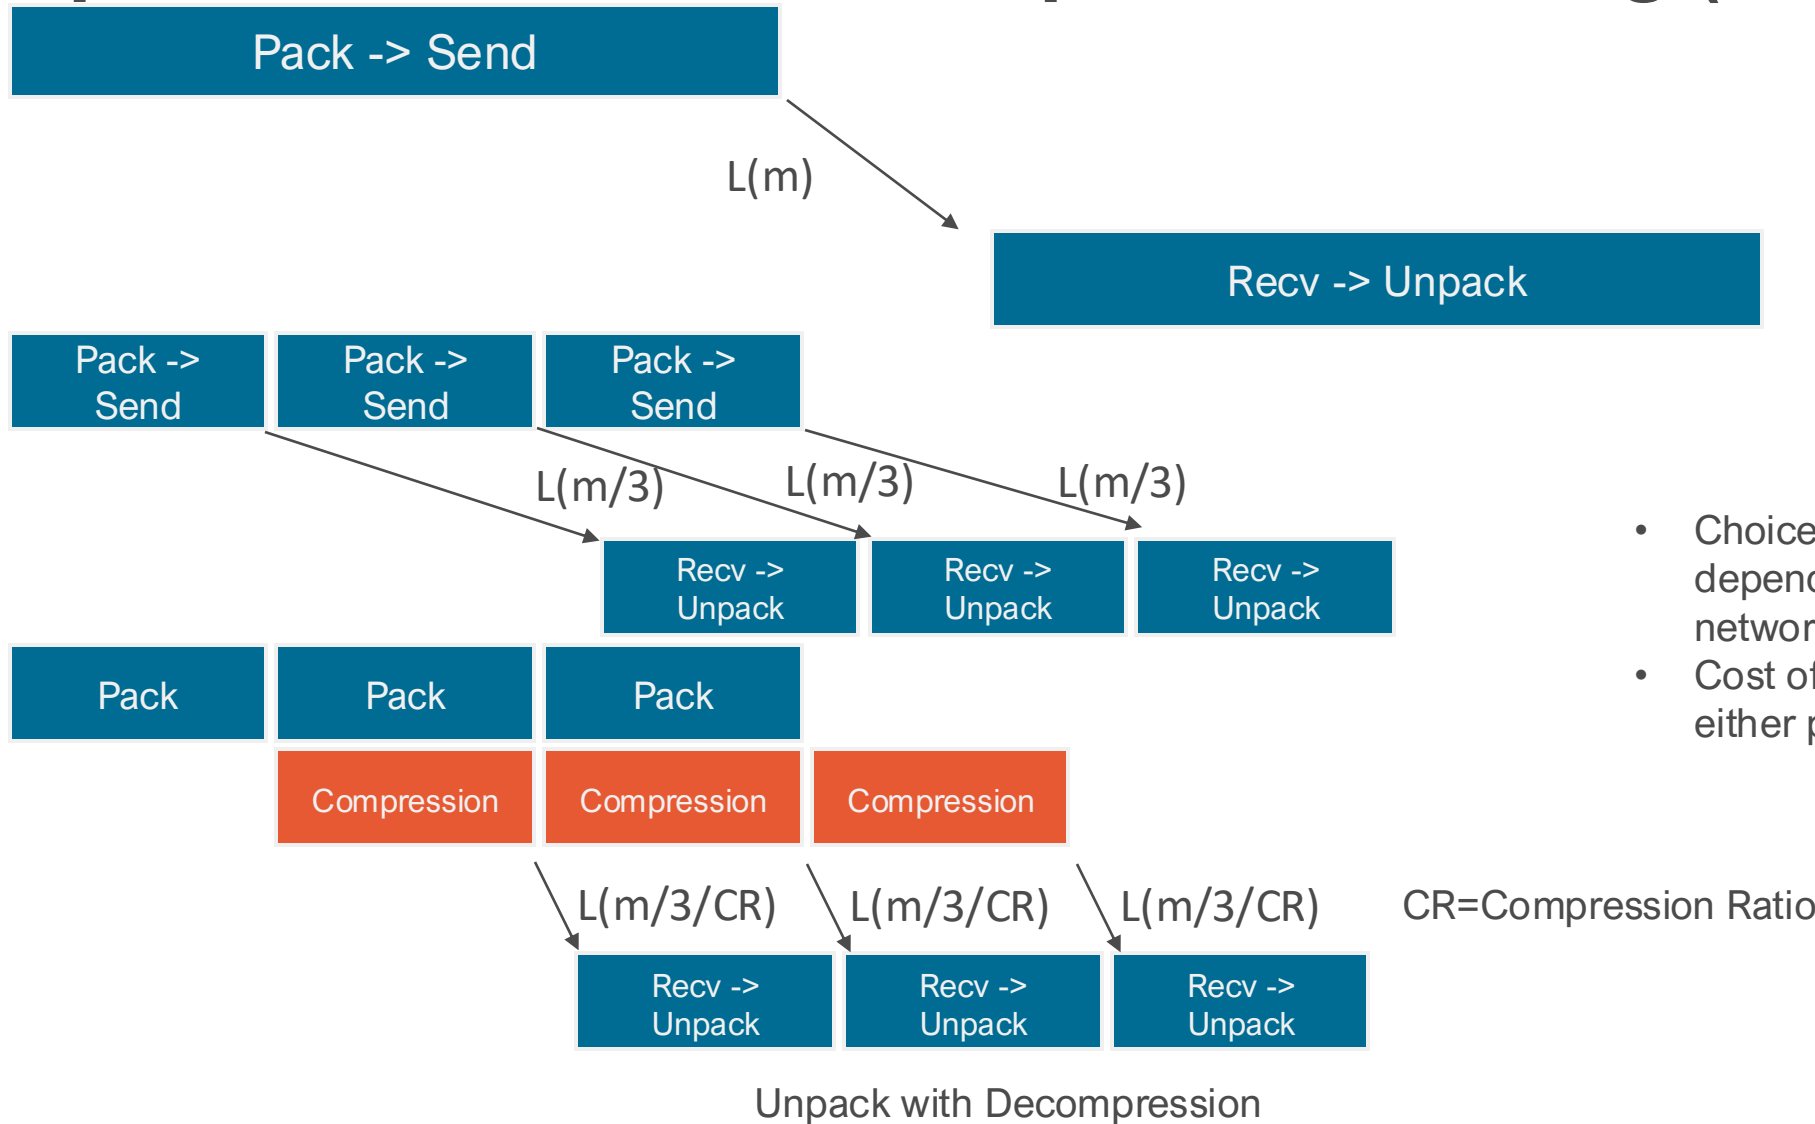 Pack -> Send
L(m)
Recv -> Unpack
Pack ->
Send
Pack ->
Send
Pack ->
Send
L(m/3)
L(m/3)
L(m/3)
Recv ->
Unpack
Recv ->
Unpack
Recv ->
Unpack
• Choice
• Cost of
either
Pack
Pack
Pack
Compression
Compression
Compression
L(m/3/CR)
L(m/3/CR)
L(m/3/CR)
CR=Compression Ratio
Recv ->
Unpack
Recv ->
Unpack
Recv ->
Unpack
Unpack with Decompression